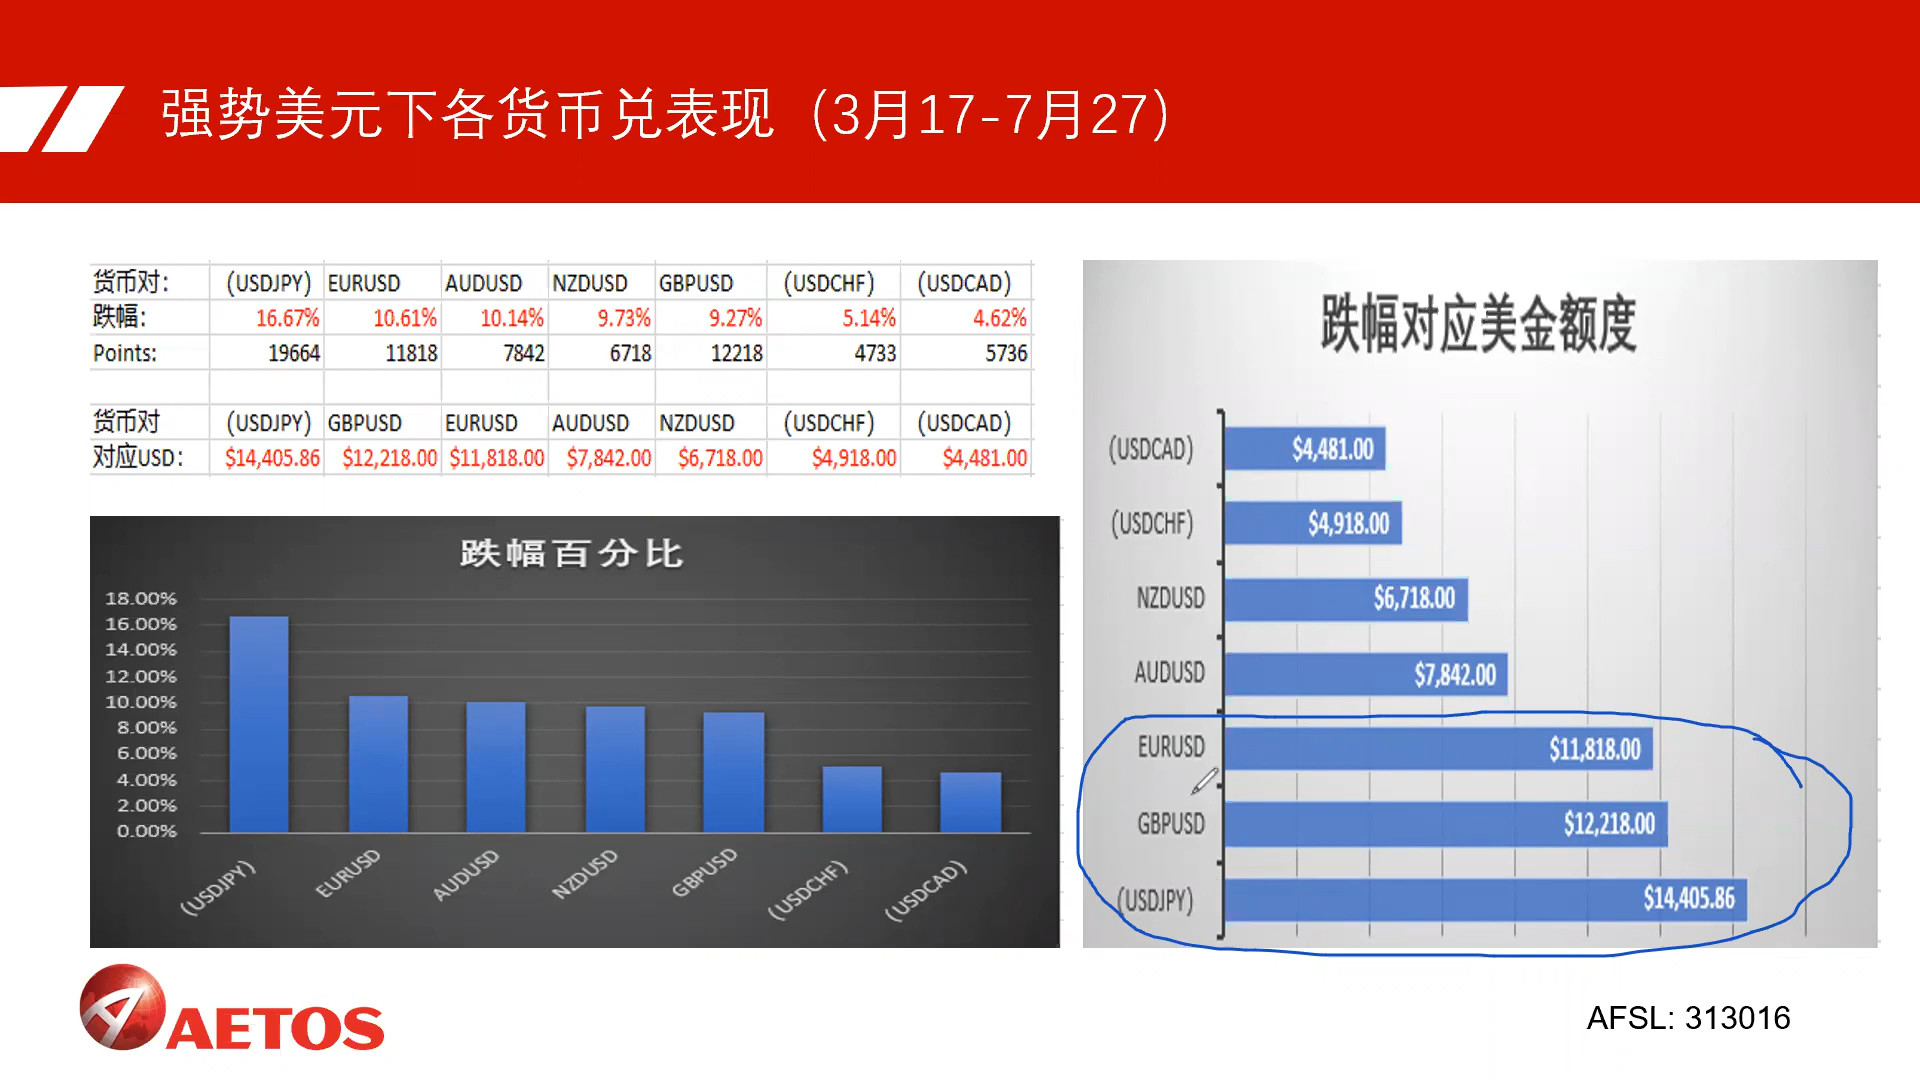 强势美元下各货币兑表现（3月17-7月27）
货币对： (USDJPY) EURUSD AUDUSD NZDUSD GBPUSD (USDCHF) (USDCAD)
跌幅： 16.67% 10.61% 10.14% 9.73% 9.27% 5.14% 4.62%
Points: 19664 11818 7842 6718 12218 4733 5736
货币对 (USDJPY) GBPUSD EURUSD AUDUSD NZDUSD (USDCHF) (USDCAD)
对应USD： $14,405.86 $12,218.00 $11,818.00 $7,842.00 $6,718.00 $4,918.00 $4,481.00
跌幅百分比
18.00%
16.00%
14.00%
12.00%
10.00%
8.00%
6.00%
4.00%
2.00%
0.00%
(USDJPY) EURUSD AUDUSD NZDUSD GBPUSD (USDCHF) (USDCAD)
跌幅对应美金额度
(USDCAD) $4,481.00
(USDCHF) $4,918.00
NZDUSD $6,718.00
AUDUSD $7,842.00
EURUSD $11,818.00
GBPUSD $12,218.00
(USDJPY) $14,405.86
AETOS
AFSL: 313016